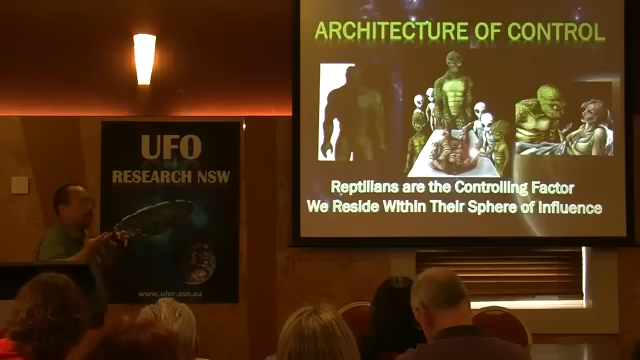 ARCHITECTURE OF CONTROL
Reptilians are the Controlling Factor
We Reside Within Their Sphere of Influence
UFO
RESEARCH NSW
www.ufor.asn.au